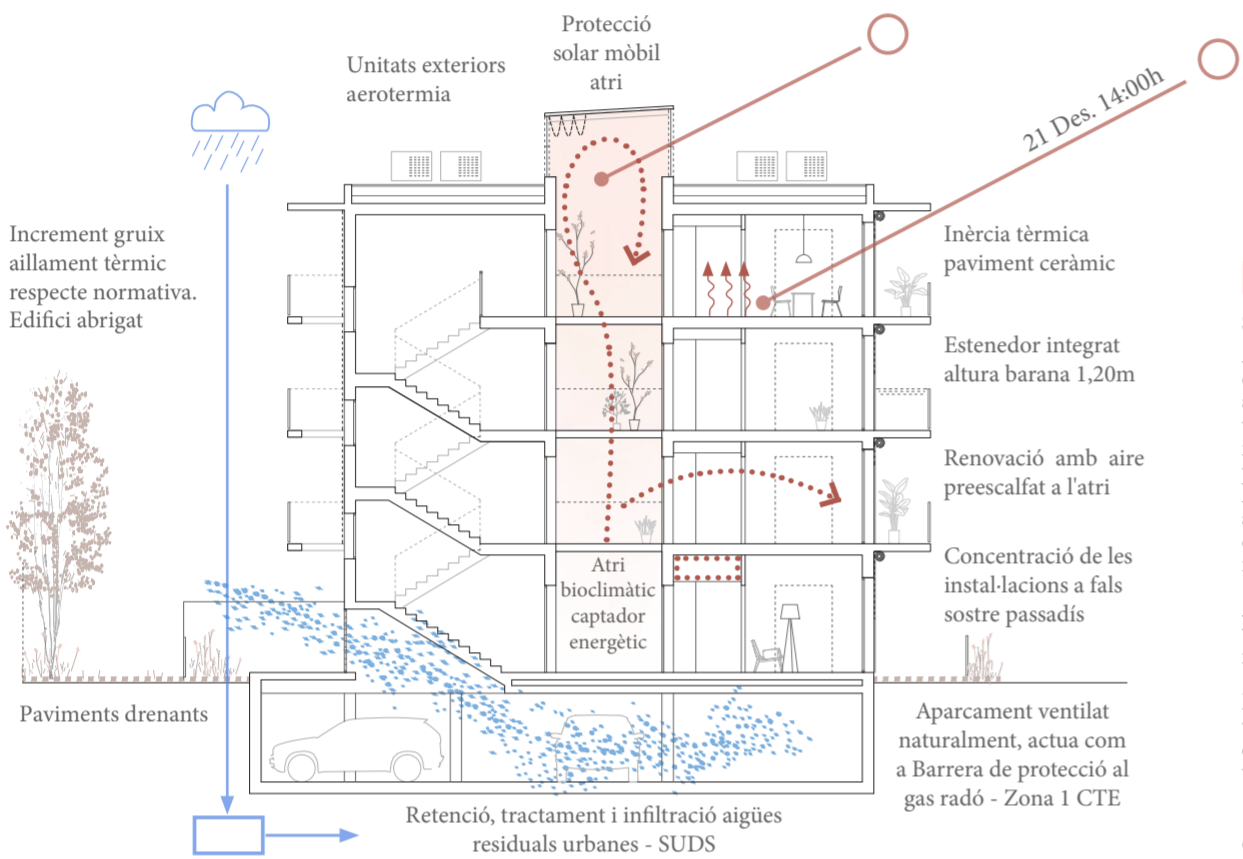 Protecció
solar mòbil
atri
Unitats exteriors
aerotermia
21 Des. 14:00h
Increment gruix
aillament tèrmic
respecte normativa.
Edifici abrigat
Inèrcia tèrmica
paviment ceràmic
Estenedor integrat
altura barana 1,20m
Renovació amb aire
preescalfat a l'atri
Concentració de les
instal·lacions a fals
sostre passadís
Atri
bioclimàtic
captador
energètic
Paviments drenants
Aparcament ventilat
naturalment, actua com
a Barrera de protecció al
gas radó - Zona 1 CTE
Retenció, tractament i infiltració aigües
residuals urbanes - SUDS